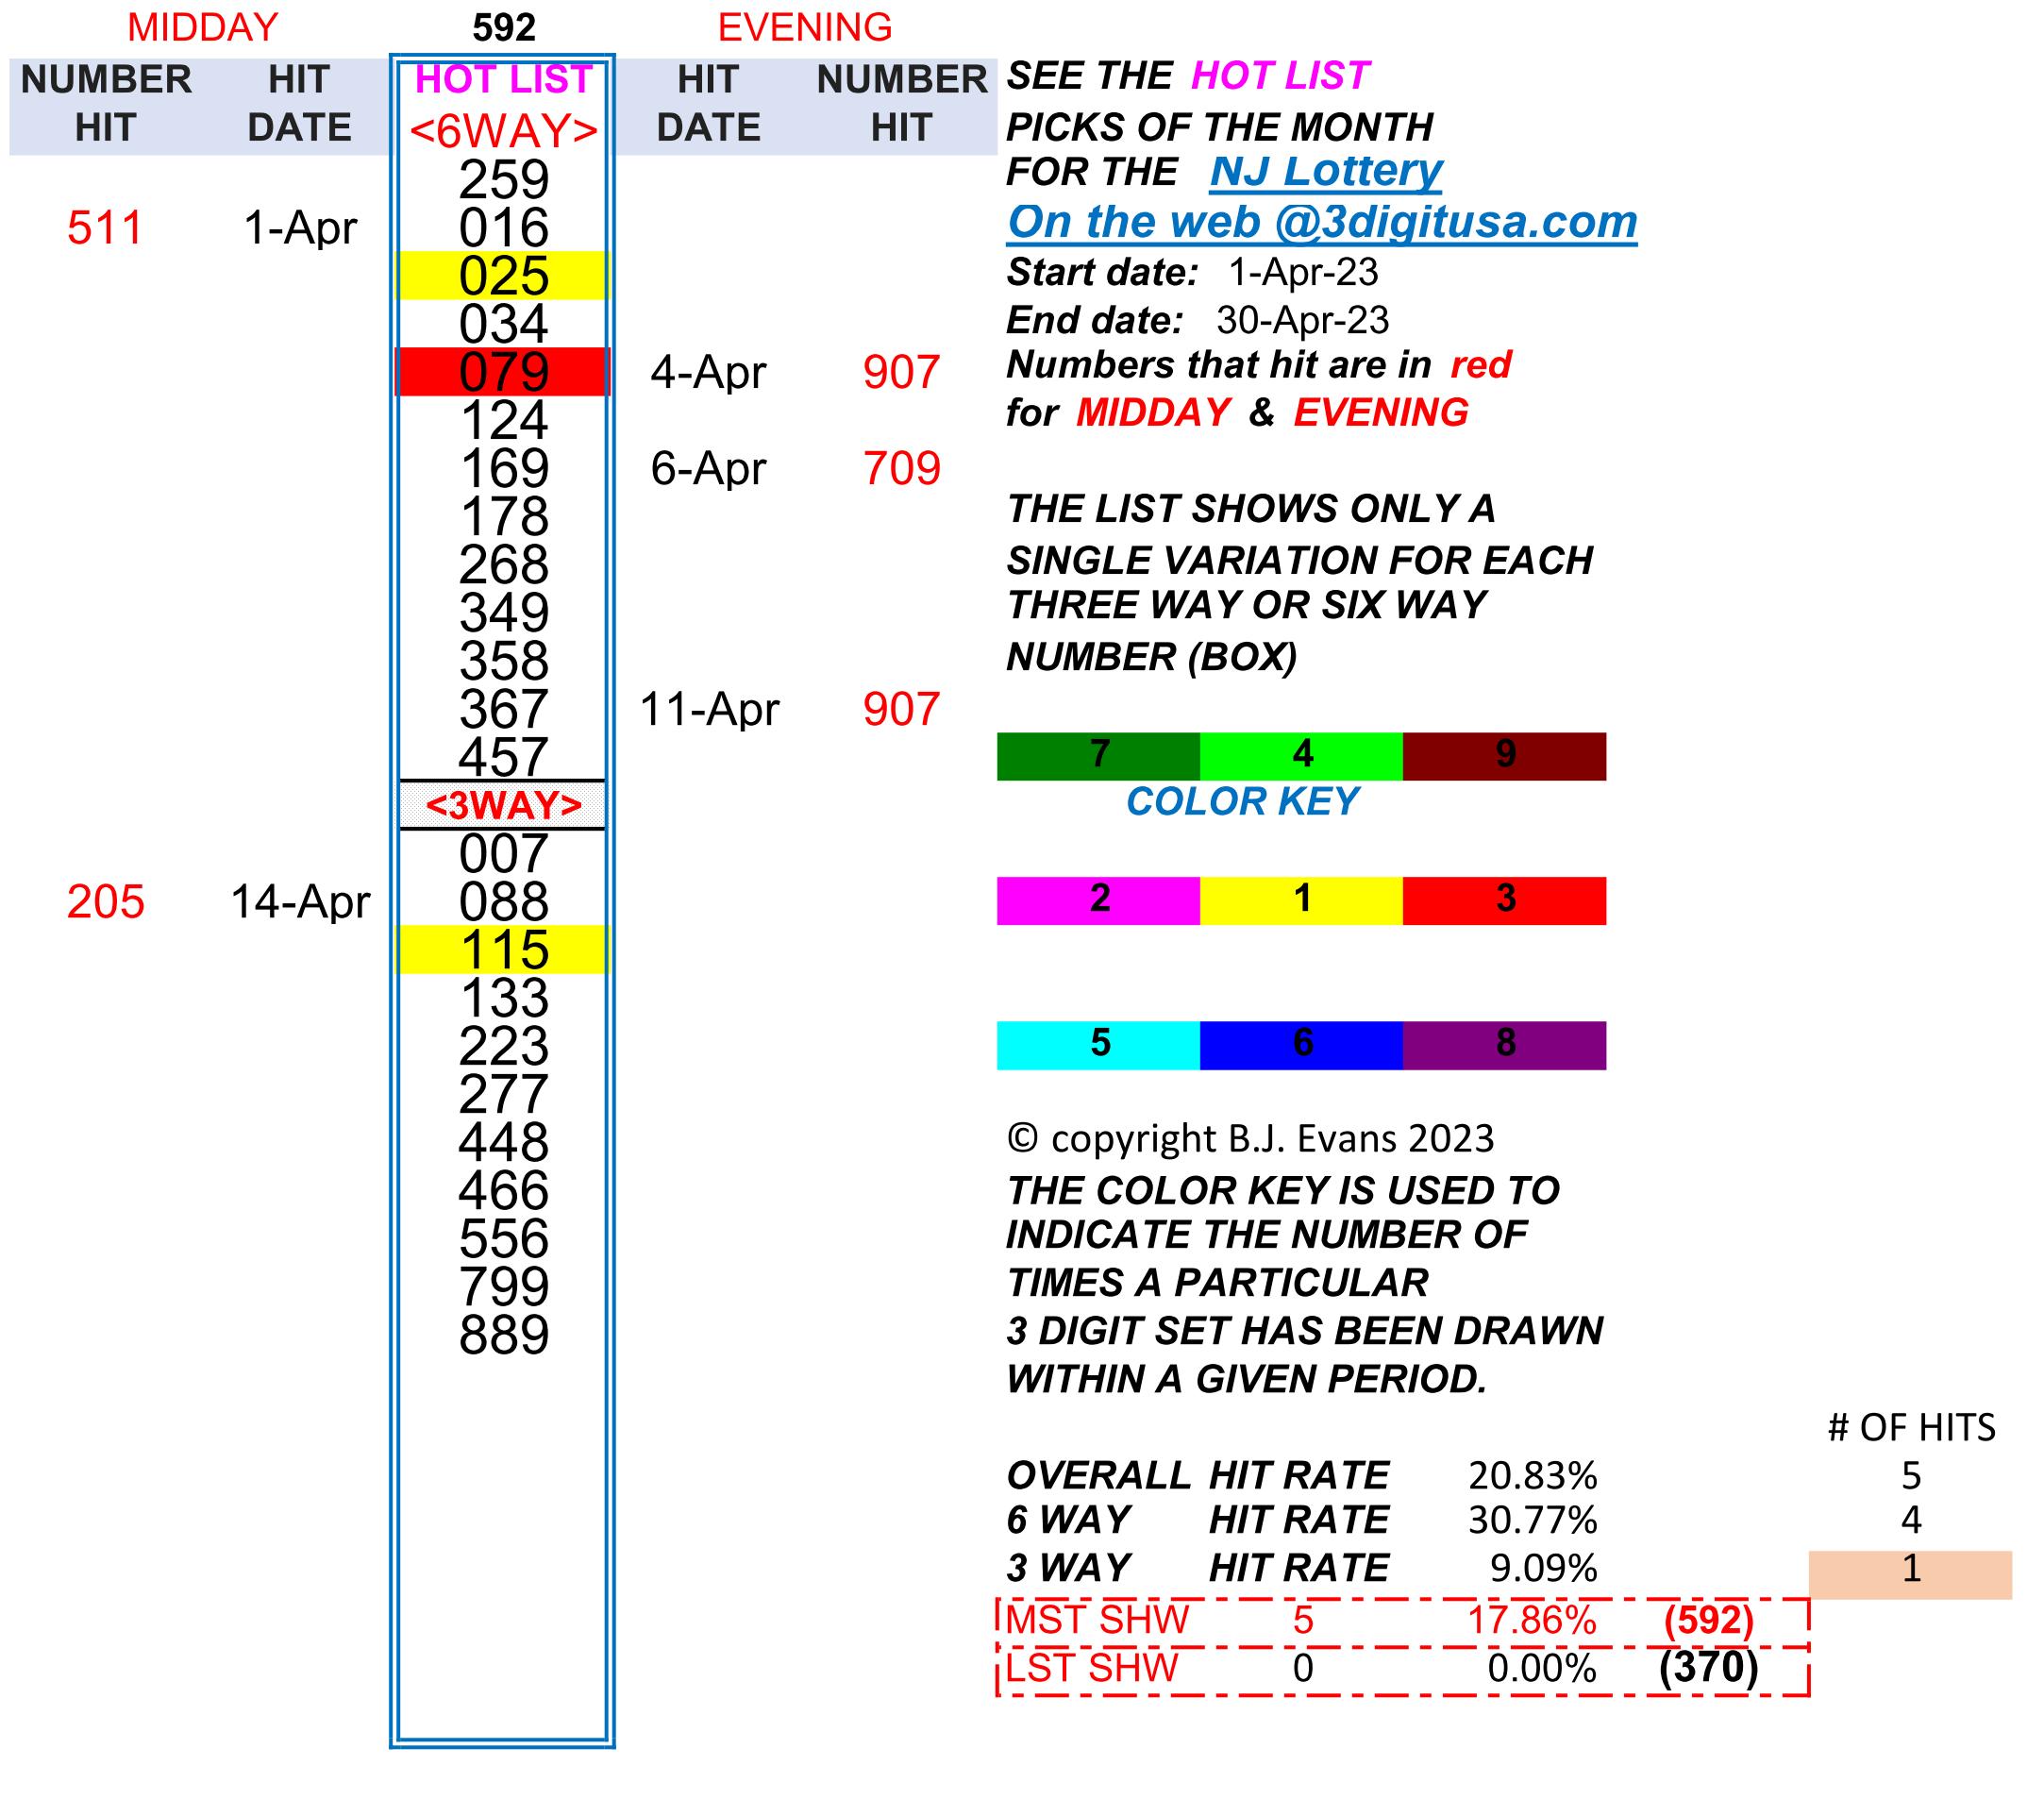 MIDDAY 592 EVENING
NUMBER HIT HOT LIST HIT NUMBER
HIT DATE <6WAY> DATE HIT
259
511 1-Apr 016
025
034
079 4-Apr 907
124
169 6-Apr 709
178
268
349
358
367 11-Apr 907
457
<3WAY>
007
205 14-Apr 088
115
133
223
277
448
466
556
799
889
SEE THE HOT LIST
PICKS OF THE MONTH
FOR THE NJ Lottery
On the web @3digitusa.com
Start date: 1-Apr-23
End date: 30-Apr-23
Numbers that hit are in red
for MIDDAY & EVENING
THE LIST SHOWS ONLY A
SINGLE VARIATION FOR EACH
THREE WAY OR SIX WAY
NUMBER (BOX)
7 4 9
COLOR KEY
2 1 3
5 6 8
© copyright B.J. Evans 2023
THE COLOR KEY IS USED TO
INDICATE THE NUMBER OF
TIMES A PARTICULAR
3 DIGIT SET HAS BEEN DRAWN
WITHIN A GIVEN PERIOD.
# OF HITS
OVERALL HIT RATE 20.83% 5
6 WAY HIT RATE 30.77% 4
3 WAY HIT RATE 9.09% 1
MST SHW 5 17.86% (592)
LST SHW 0 0.00% (370)